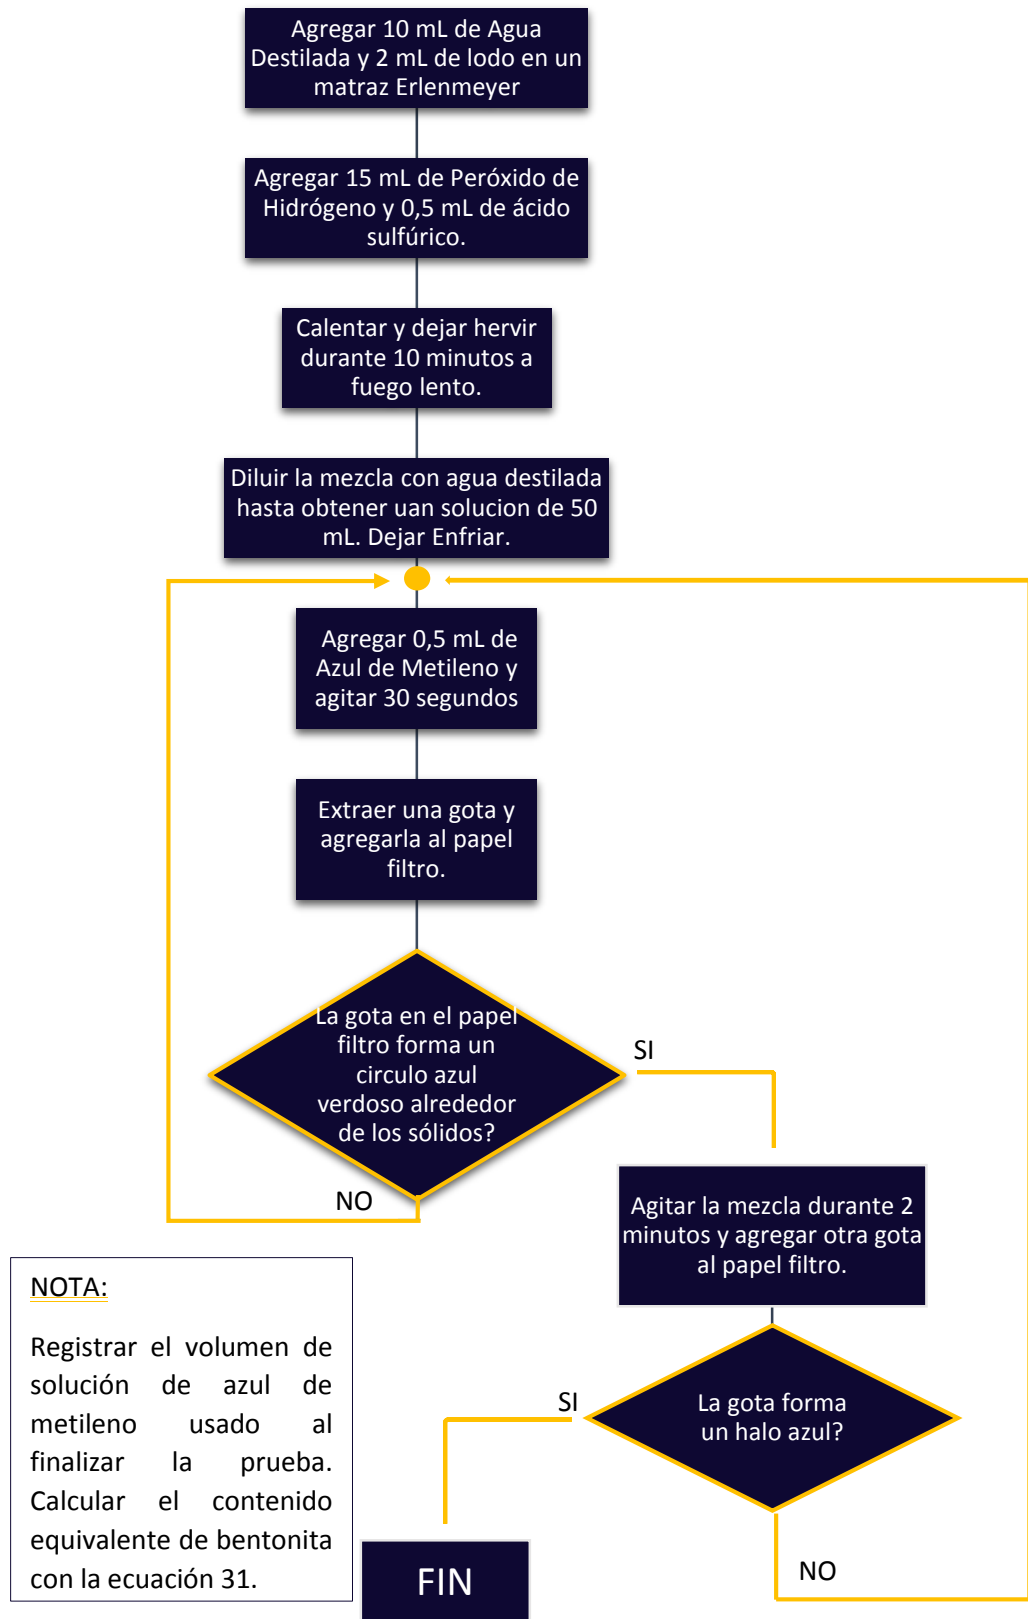 Agregar 10 mL de Agua
Destilada y 2 mL de lodo en un
matraz Erlenmeyer
Agregar 15 mL de Peróxido de
Hidrógeno y 0,5 mL de ácido
sulfúrico.
Calentar y dejar hervir
durante 10 minutos a
fuego lento.
Diluir la mezcla con agua destilada
hasta obtener uan solucion de 50
mL. Dejar Enfriar.
Agregar 0,5 mL de
Azul de Metileno y
agitar 30 segundos
Extraer una gota y
agregarla al papel
filtro.
La gota en el papel
filtro forma un
circulo azul
verdoso alrededor
de los sólidos?
SI
NO
Agitar la mezcla durante 2
minutos y agregar otra gota
al papel filtro.
La gota forma
un halo azul?
SI
NO
FIN
NOTA:
Registrar el volumen de
solución de azul de
metileno usado al
finalizar la prueba.
Calcular el contenido
equivalente de bentonita
con la ecuación 31.